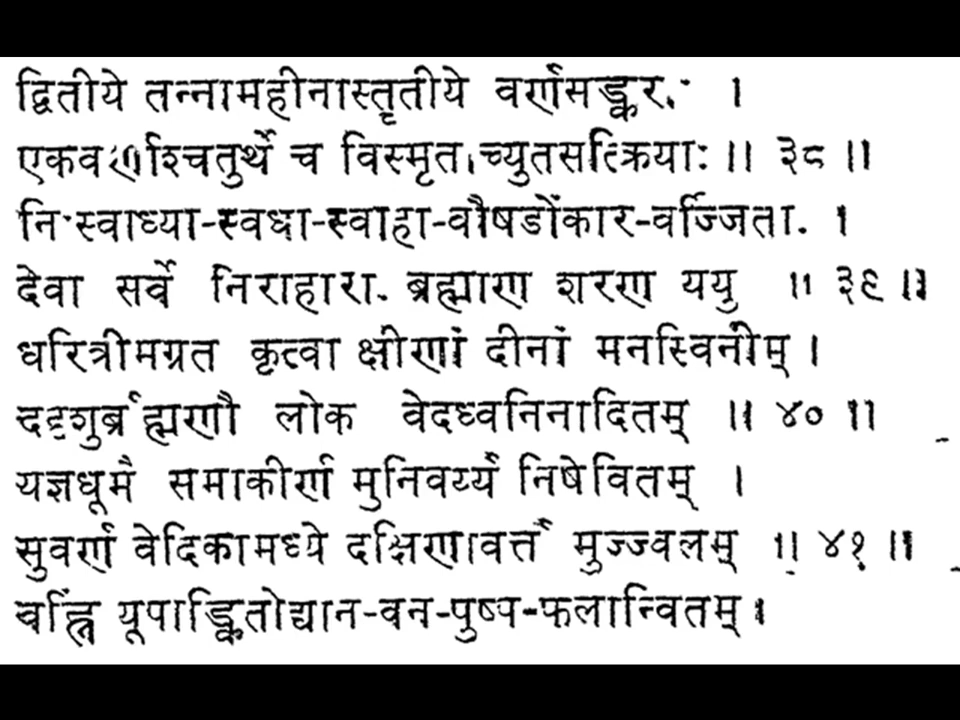 द्वितीये तन्नामहीनास्तृतीये वर्णसङ्कर. ।
एकवर्णाश्चितुर्थे च विस्मृताच्युतसत्क्रियाः ॥ ३८ ॥
निःस्वाध्या-स्वधा-स्वाहा-वौषडोंकार-वर्ज्जिता. ।
देवा सर्वे निराहारा. ब्रह्माण शरण ययु ॥ ३९ ॥
धरित्रीमग्रत कृत्वा क्षीणां दीनां मनस्विनीम् ।
ददृशुर्ब्रह्मणौ लोक वेदध्वनिनादितम् ॥ ४० ॥
यज्ञधूमै समाकीर्ण मुनिवर्य्यै निषेवितम् ।
सुवर्ण वेदिकामध्ये दक्षिणावर्त्तं मुज्ज्वलम् ॥ ४१ ॥
वह्निं यूपाङ्कितोद्यान-वन-पुष्प-फलान्वितम् ।